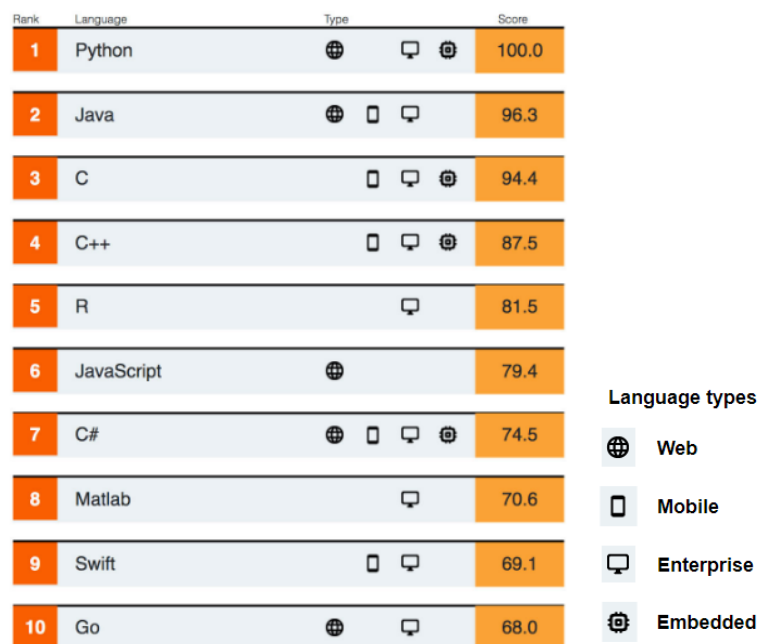 Rank Language Type Score
1 Python 100.0
2 Java 96.3
3 C 94.4
4 C++ 87.5
5 R 81.5
6 JavaScript 79.4
Language types
7 C# 74.5
Web
8 Matlab 70.6
Mobile
9 Swift 69.1
Enterprise
10 Go 68.0
Embedded